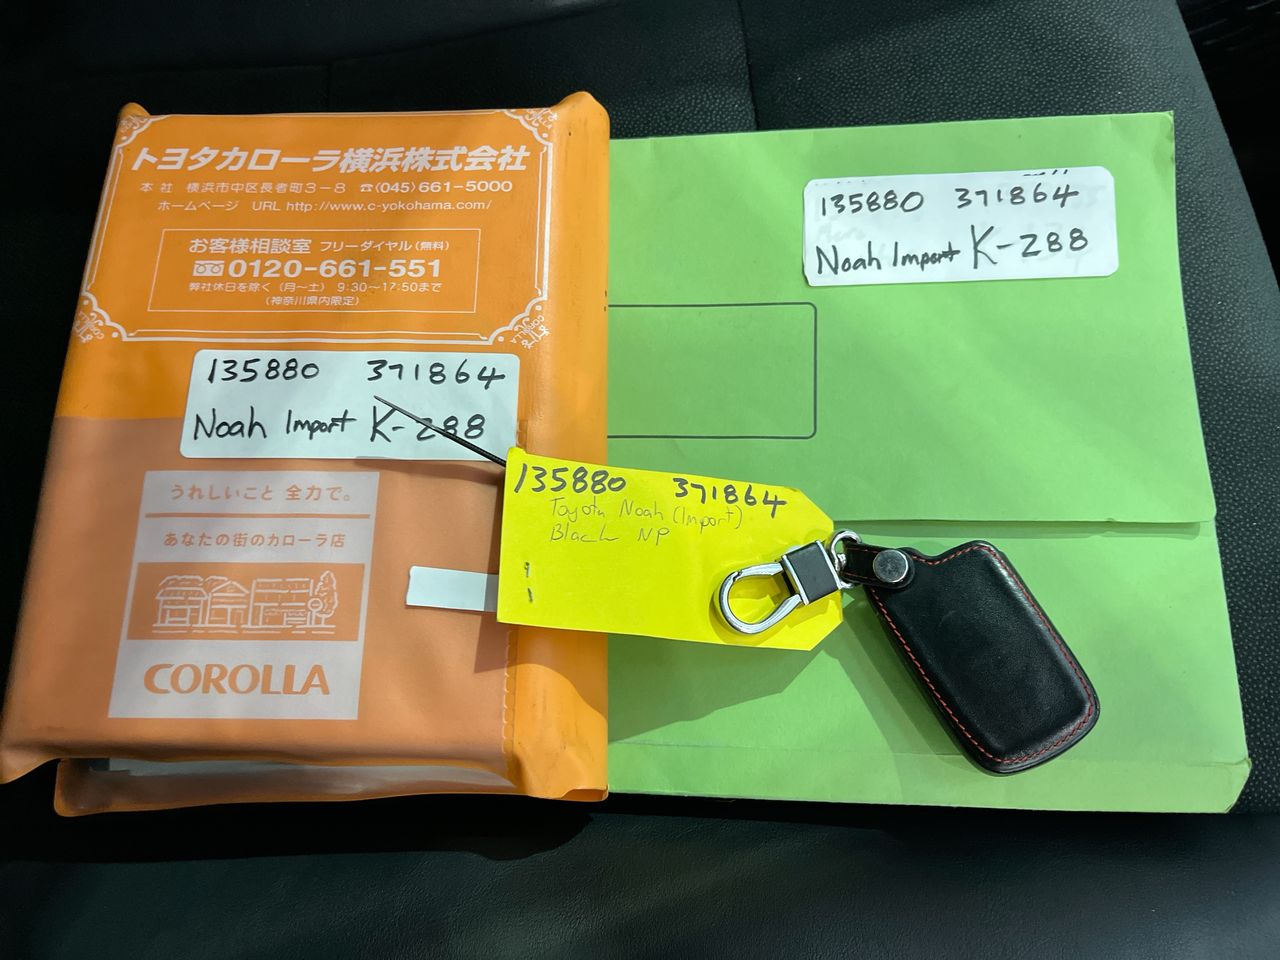 トヨタカローラ横浜株式会社
本社 横浜市中区長者町3-8 ☎(045)661-5000
ホームページ URL http://www.c-yokohama.com/
お客様相談室 フリーダイヤル(無料)
0120-661-551
弊社休日を除く(月~土) 9:30~17:50まで
(神奈川県内限定)
COROLLA
COROLLA
135880 371864
Noah Import K-288
うれしいこと 全力で。
あなたの街のカローラ店
COROLLA
135880 371864
Toyota Noah (Import)
Black NP
135880 371864
Noah Import K-288